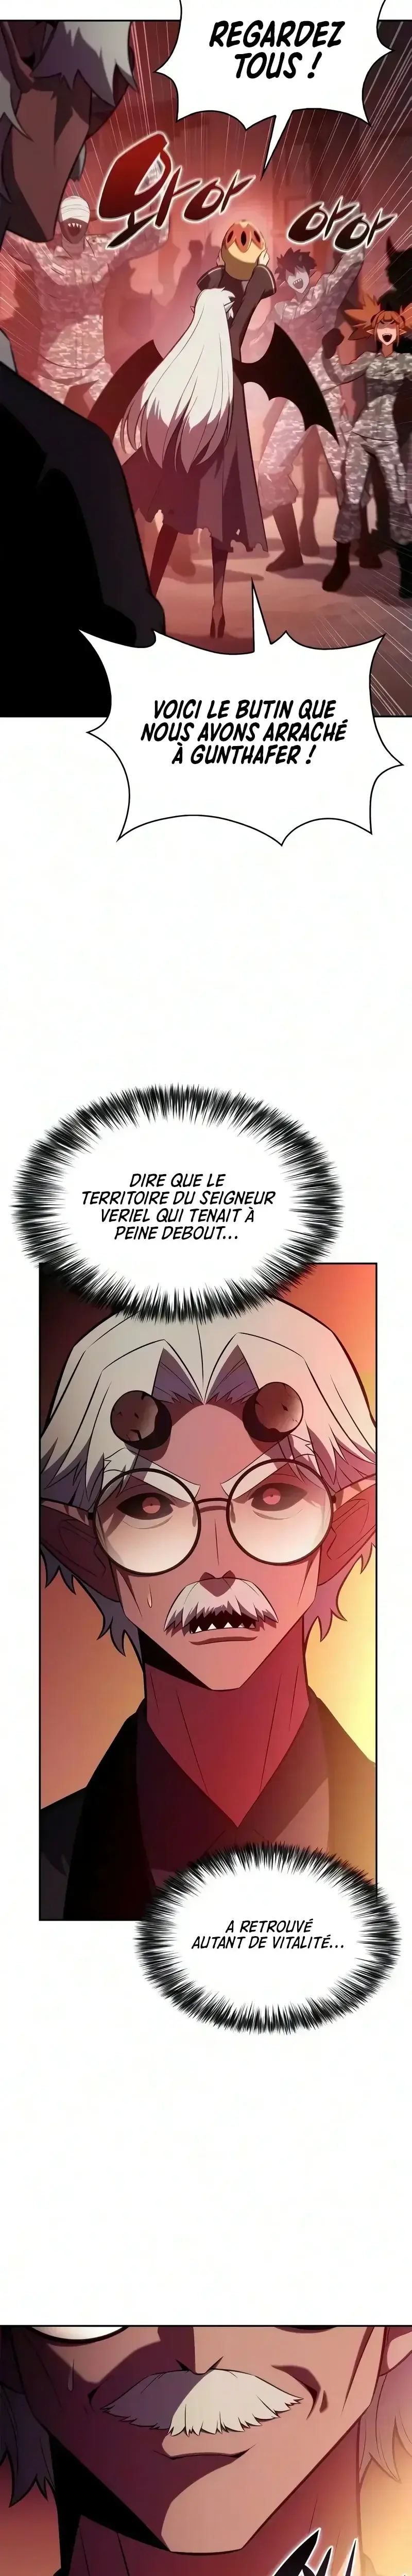 REGARDEZ
TOUS !
와아
아아
VOICI LE BUTIN QUE
NOUS AVONS ARRACHÉ
À GUNTHAFER !
DIRE QUE LE
TERRITOIRE DU SEIGNEUR
VERIEL QUI TENAIT À
PEINE DEBOUT...
A RETROUVÉ
AUTANT DE VITALITÉ...